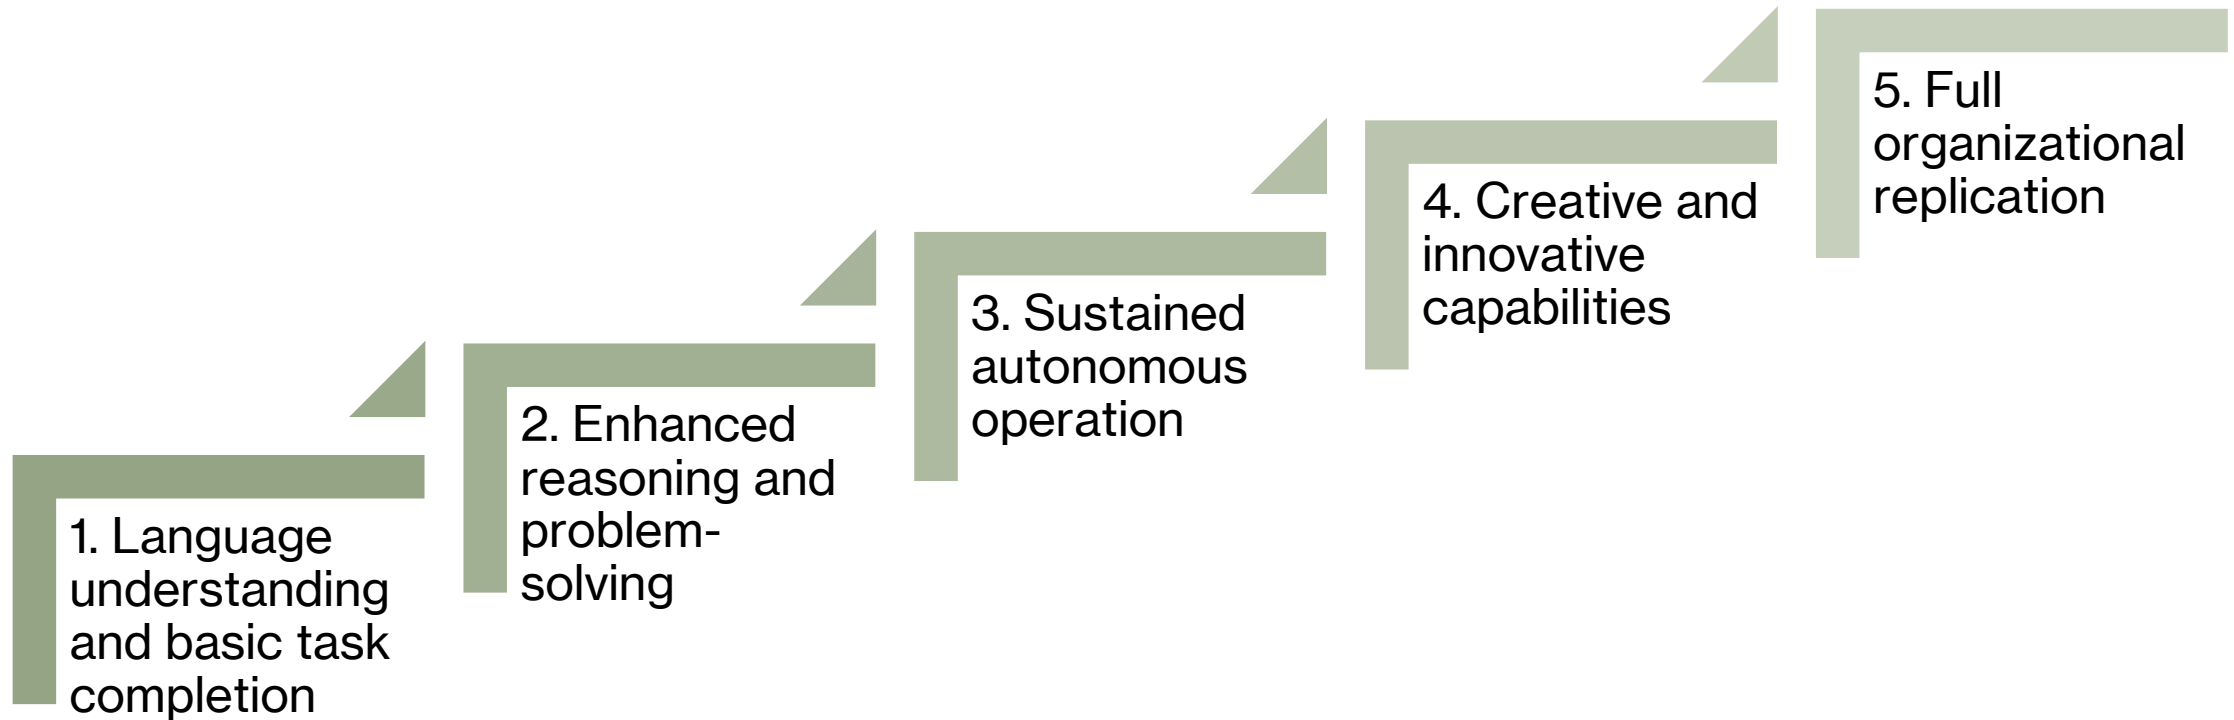 1. Language
understanding
and basic task
completion
2. Enhanced
reasoning and
problem-
solving
3. Sustained
autonomous
operation
4. Creative and
innovative
capabilities
5. Full
organizational
replication